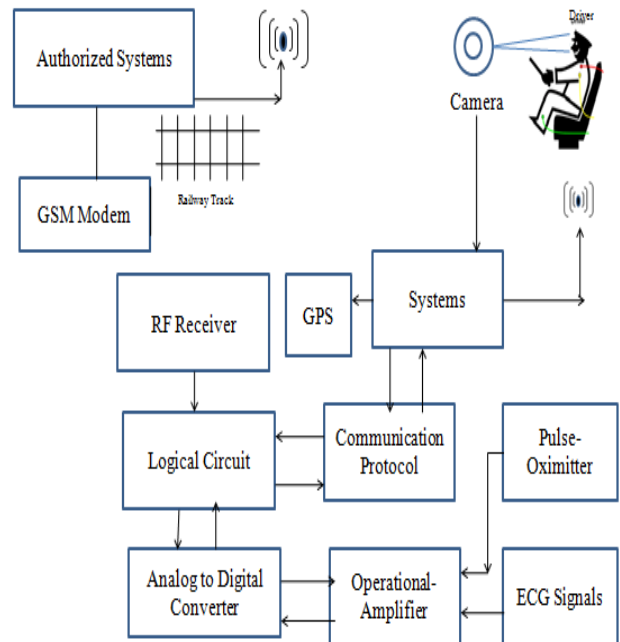 Driver
Authorized Systems
Camera
Railway Track
GSM Modem
Systems
GPS
RF Receiver
Communication
Protocol
Pulse-
Oximitter
Logical Circuit
Analog to Digital
Converter
Operational-
Amplifier
ECG Signals